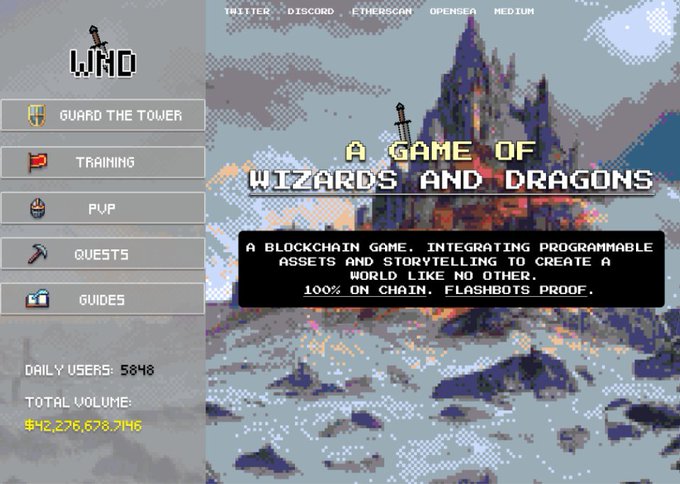 TWITTER DISCORD ETHERSCAN OPENSEA MEDIUM
WND
GUARD THE TOWER
TRAINING
PVP
QUESTS
GUIDES
DAILY USERS: 5848
TOTAL VOLUME:
$42,276,678.7146
A GAME OF
WIZARDS AND DRAGONS
A BLOCKCHAIN GAME. INTEGRATING PROGRAMMABLE
ASSETS AND STORYTELLING TO CREATE A
WORLD LIKE NO OTHER.
100% ON CHAIN. FLASHBOTS PROOF.